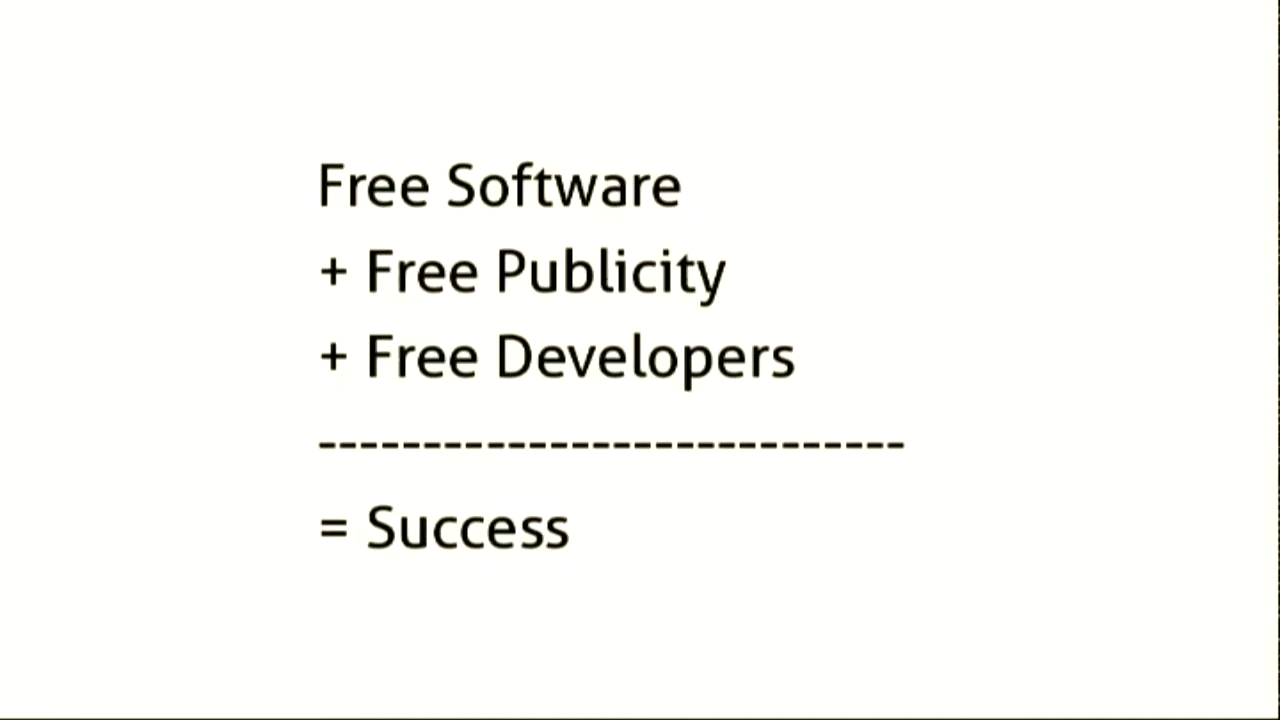 Free Software
+ Free Publicity
+ Free Developers
----------------------------
= Success